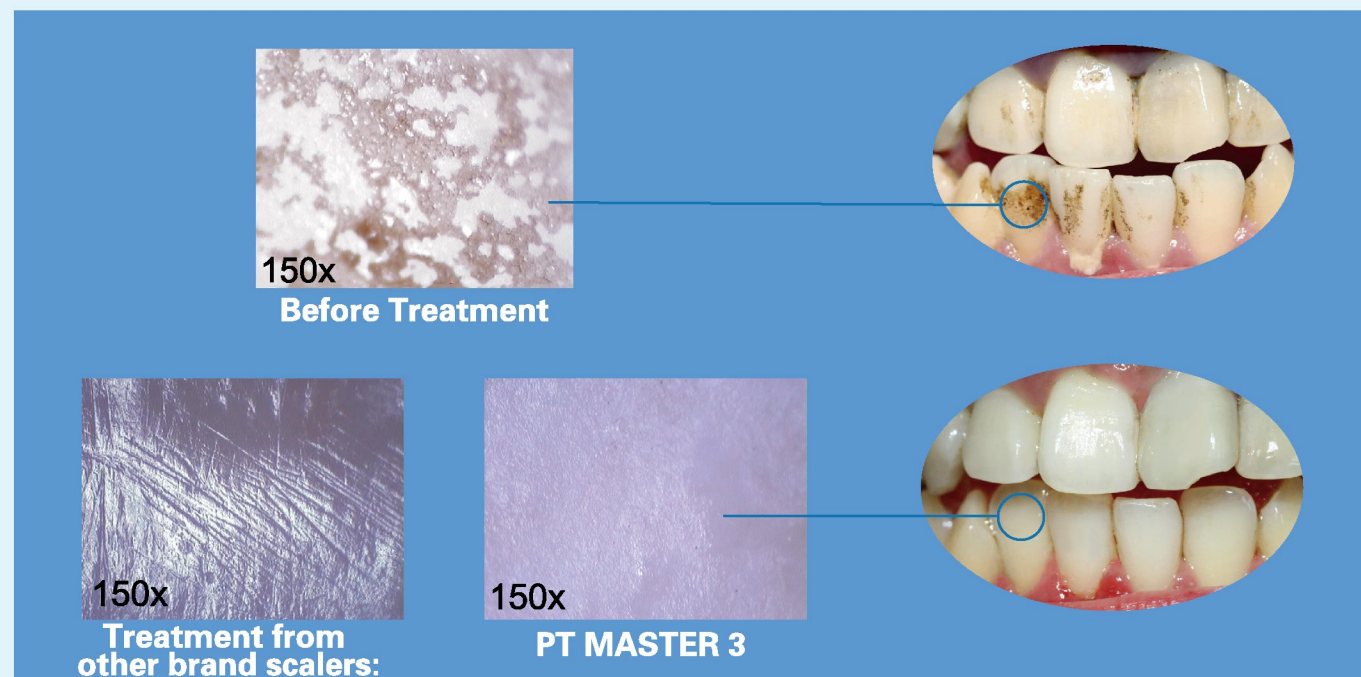 150x
Before Treatment
150x
Treatment from
other brand scalers:
150x
PT MASTER 3